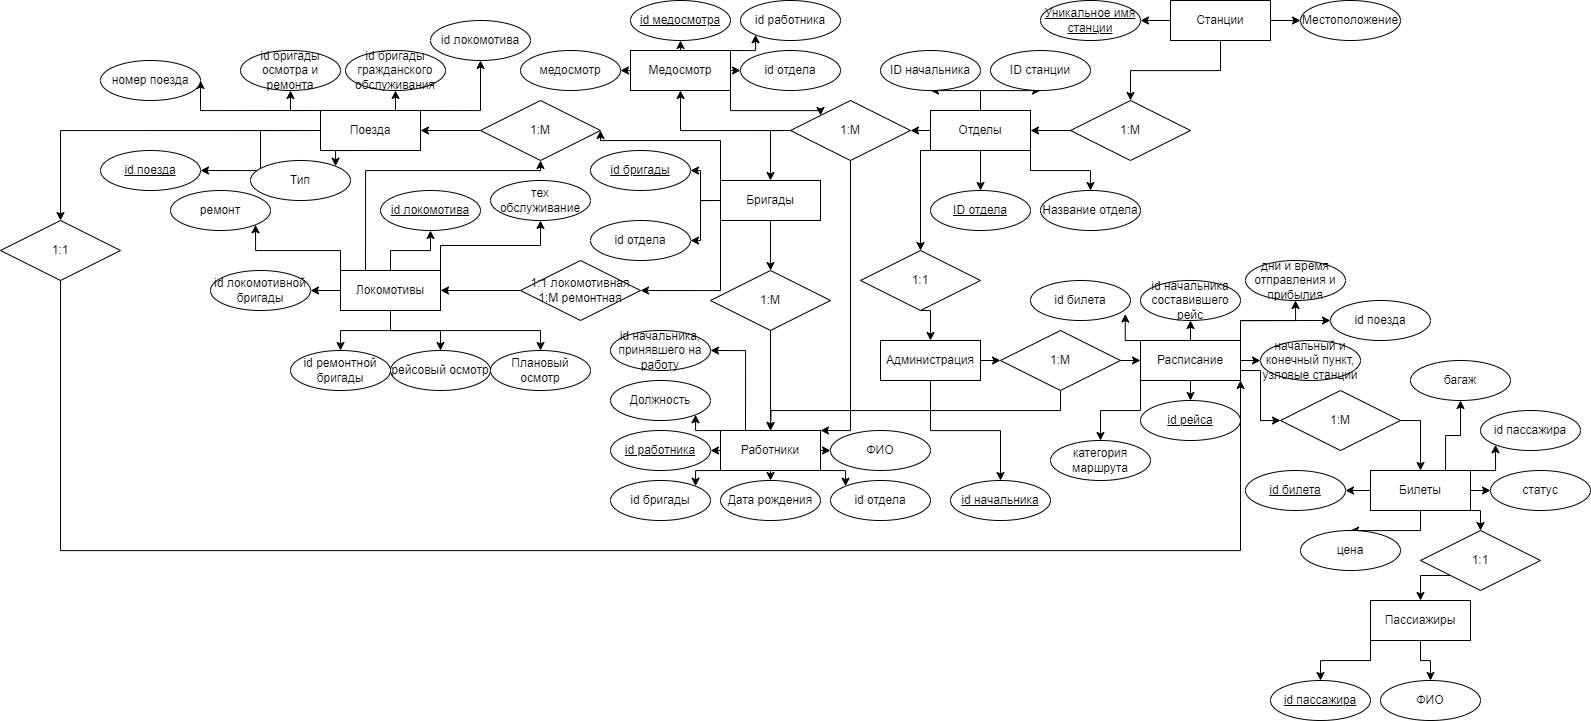 Уникальное имя
станции
Станции
Местоположение
id медосмотра
id работника
медосмотр
Медосмотр
id отдела
ID начальника
ID станции
id локомотива
id бригады
осмотра и
ремонта
id бригады
гражданского
обслуживания
номер поезда
Поезда
1:М
1:М
Отделы
1:М
id поезда
Тип
id бригады
Бригады
id отдела
ID отдела
Название отдела
ремонт
id локомотива
тех
обслуживание
1:1
id локомотивной
бригады
Локомотивы
1:1 локомотивная
1:М ремонтная
1:М
1:1
id ремонтной
бригады
рейсовый осмотр
Плановый
осмотр
id начальника,
принявшего на
работу
Администрация
1:М
id билета
id начальника
составившего
рейс
дни и время
отправления и
прибылия
id поезда
Расписание
начальный и
конечный пункт,
узловые станции
id рейса
категория
маршрута
1:М
багаж
id пассажира
Должность
id работника
Работники
ФИО
id бригады
Дата рождения
id отдела
id начальника
id билета
Билеты
статус
цена
1:1
Пассиажиры
id пассажира
ФИО